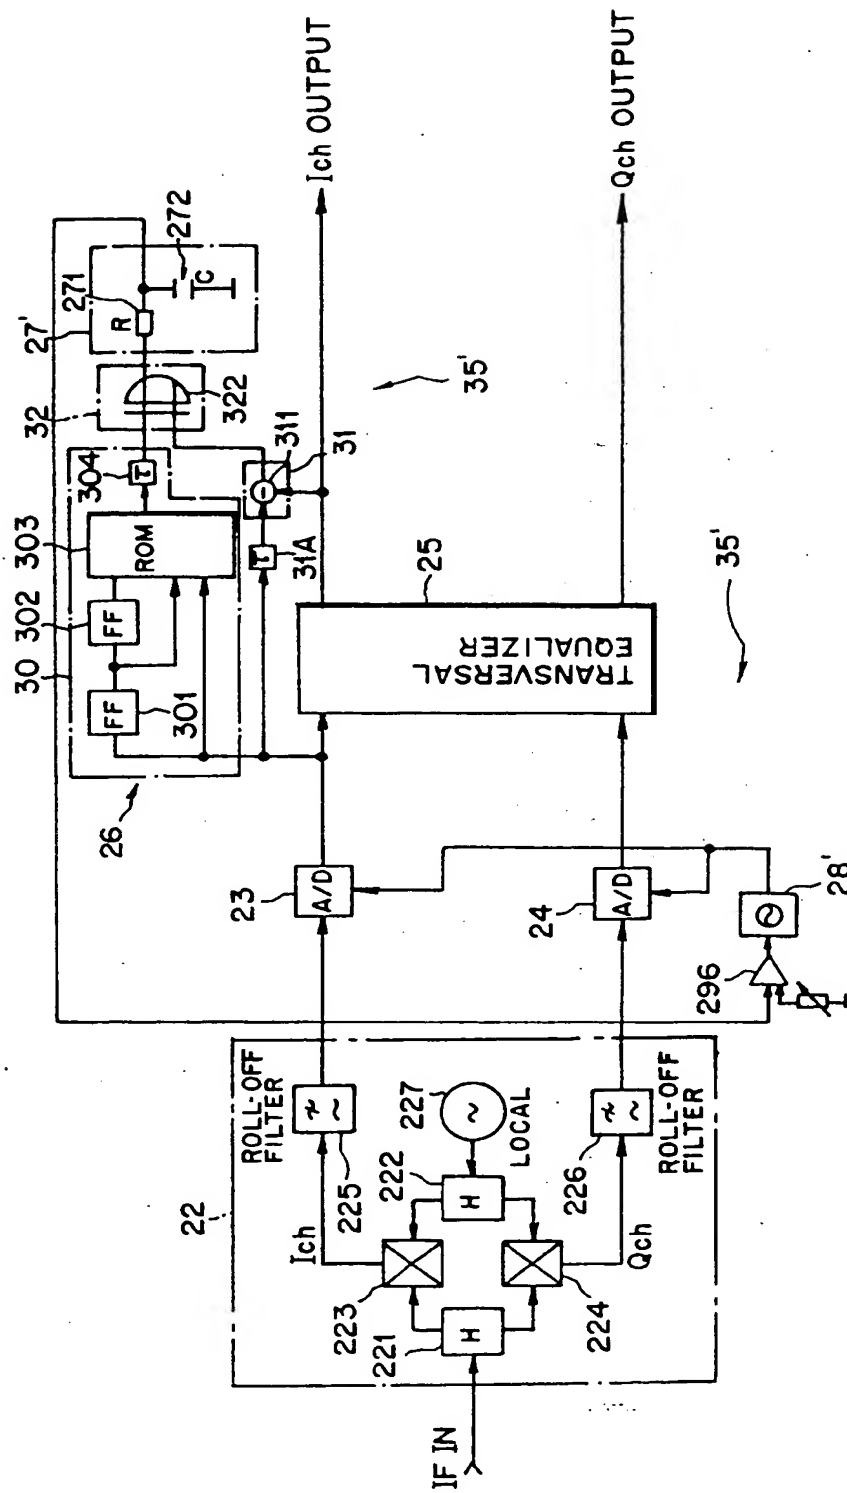 IF IN
22
221
H
223
224
222
H
227
~
LOCAL
Ich
Qch
225
226
ROLL-OFF
FILTER
ROLL-OFF
FILTER
23
A/D
24
A/D
296
28'
26
30
301
FF
302
FF
303
ROM
304
τ
31A
τ
31
311
32
322
27'
271
R
272
C
25
TRANSVERSAL
EQUALIZER
35'
35'
Ich OUTPUT
Qch OUTPUT